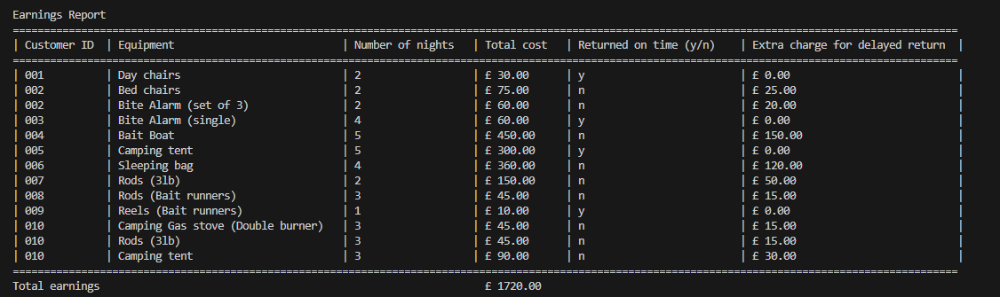 Earnings Report
==========================================================================================================================================================
| Customer ID | Equipment | Number of nights | Total cost | Returned on time (y/n) | Extra charge for delayed return |
==========================================================================================================================================================
| 001 | Day chairs | 2 | £ 30.00 | y | £ 0.00 |
| 002 | Bed chairs | 2 | £ 75.00 | n | £ 25.00 |
| 002 | Bite Alarm (set of 3) | 2 | £ 60.00 | n | £ 20.00 |
| 003 | Bite Alarm (single) | 4 | £ 60.00 | y | £ 0.00 |
| 004 | Bait Boat | 5 | £ 450.00 | n | £ 150.00 |
| 005 | Camping tent | 5 | £ 300.00 | y | £ 0.00 |
| 006 | Sleeping bag | 4 | £ 360.00 | n | £ 120.00 |
| 007 | Rods (3lb) | 2 | £ 150.00 | n | £ 50.00 |
| 008 | Rods (Bait runners) | 3 | £ 45.00 | n | £ 15.00 |
| 009 | Reels (Bait runners) | 1 | £ 10.00 | y | £ 0.00 |
| 010 | Camping Gas stove (Double burner) | 3 | £ 45.00 | n | £ 15.00 |
| 010 | Rods (3lb) | 3 | £ 45.00 | n | £ 15.00 |
| 010 | Camping tent | 3 | £ 90.00 | n | £ 30.00 |
==========================================================================================================================================================
Total earnings £ 1720.00